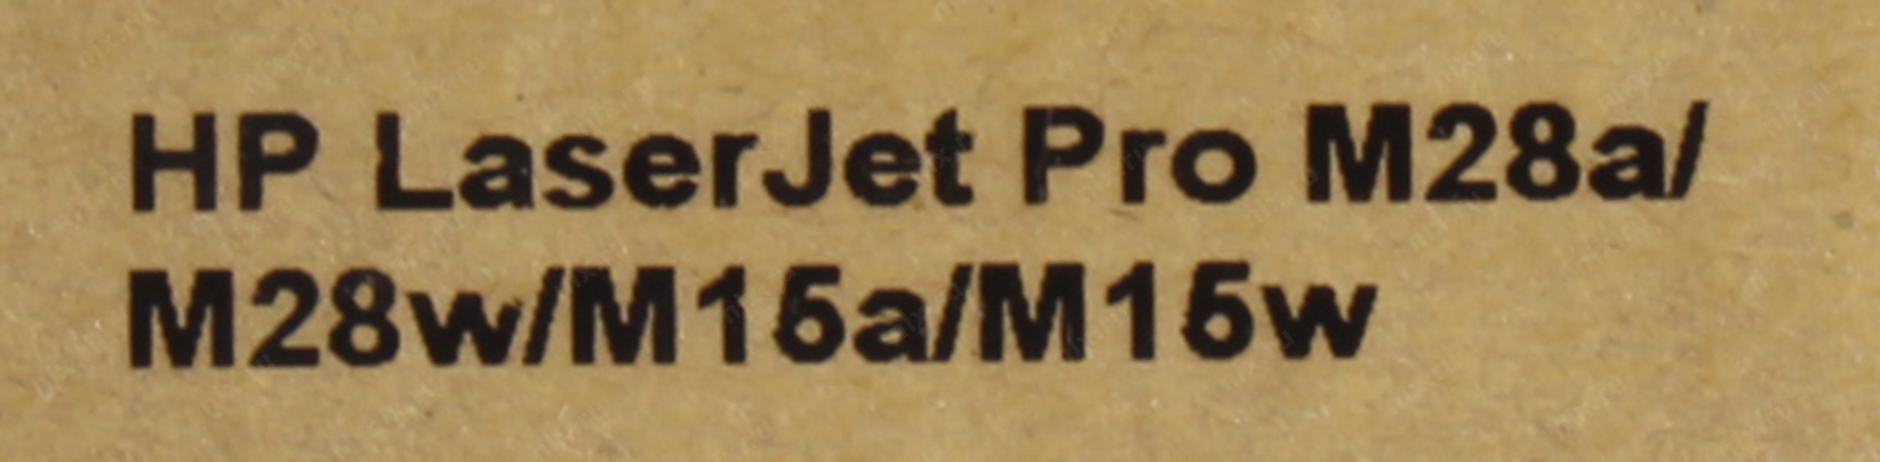 HP LaserJet Pro M28a/
M28w/M15a/M15w